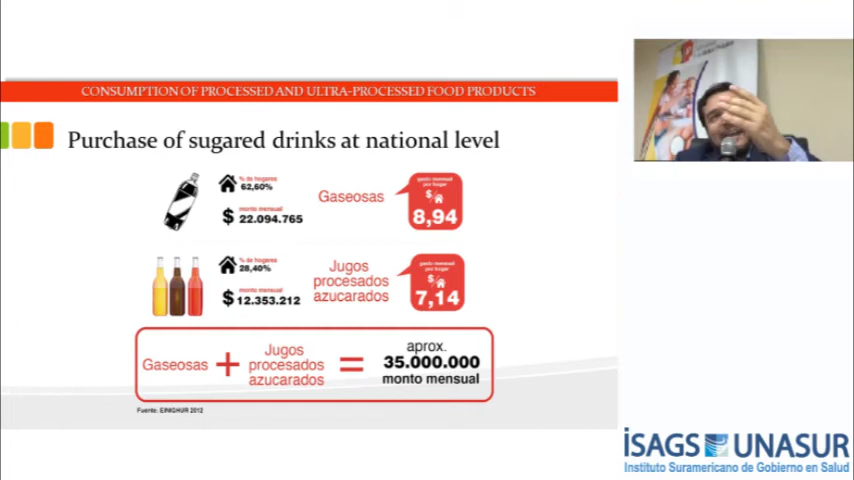 CONSUMPTION OF PROCESSED AND ULTRA-PROCESSED FOOD PRODUCTS
Purchase of sugared drinks at national level
% de hogares
62,60%
monto mensual
$ 22.094.765
Gaseosas
gasto mensual
por hogar
$/
8,94
% de hogares
28,40%
monto mensual
$ 12.353.212
Jugos
procesados
azucarados
gasto mensual
por hogar
$/
7,14
Gaseosas + Jugos
procesados
azucarados
=
aprox.
35.000.000
monto mensual
Fuente: EINIGHUR 2012
iSAGS UNASUR
Instituto Suramericano de Gobierno en Salud